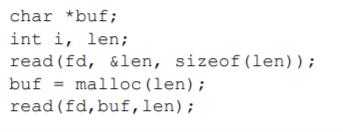 char *buf;
int i, len;
read(fd, &len, sizeof(len));
buf = malloc(len);
read(fd,buf,len);